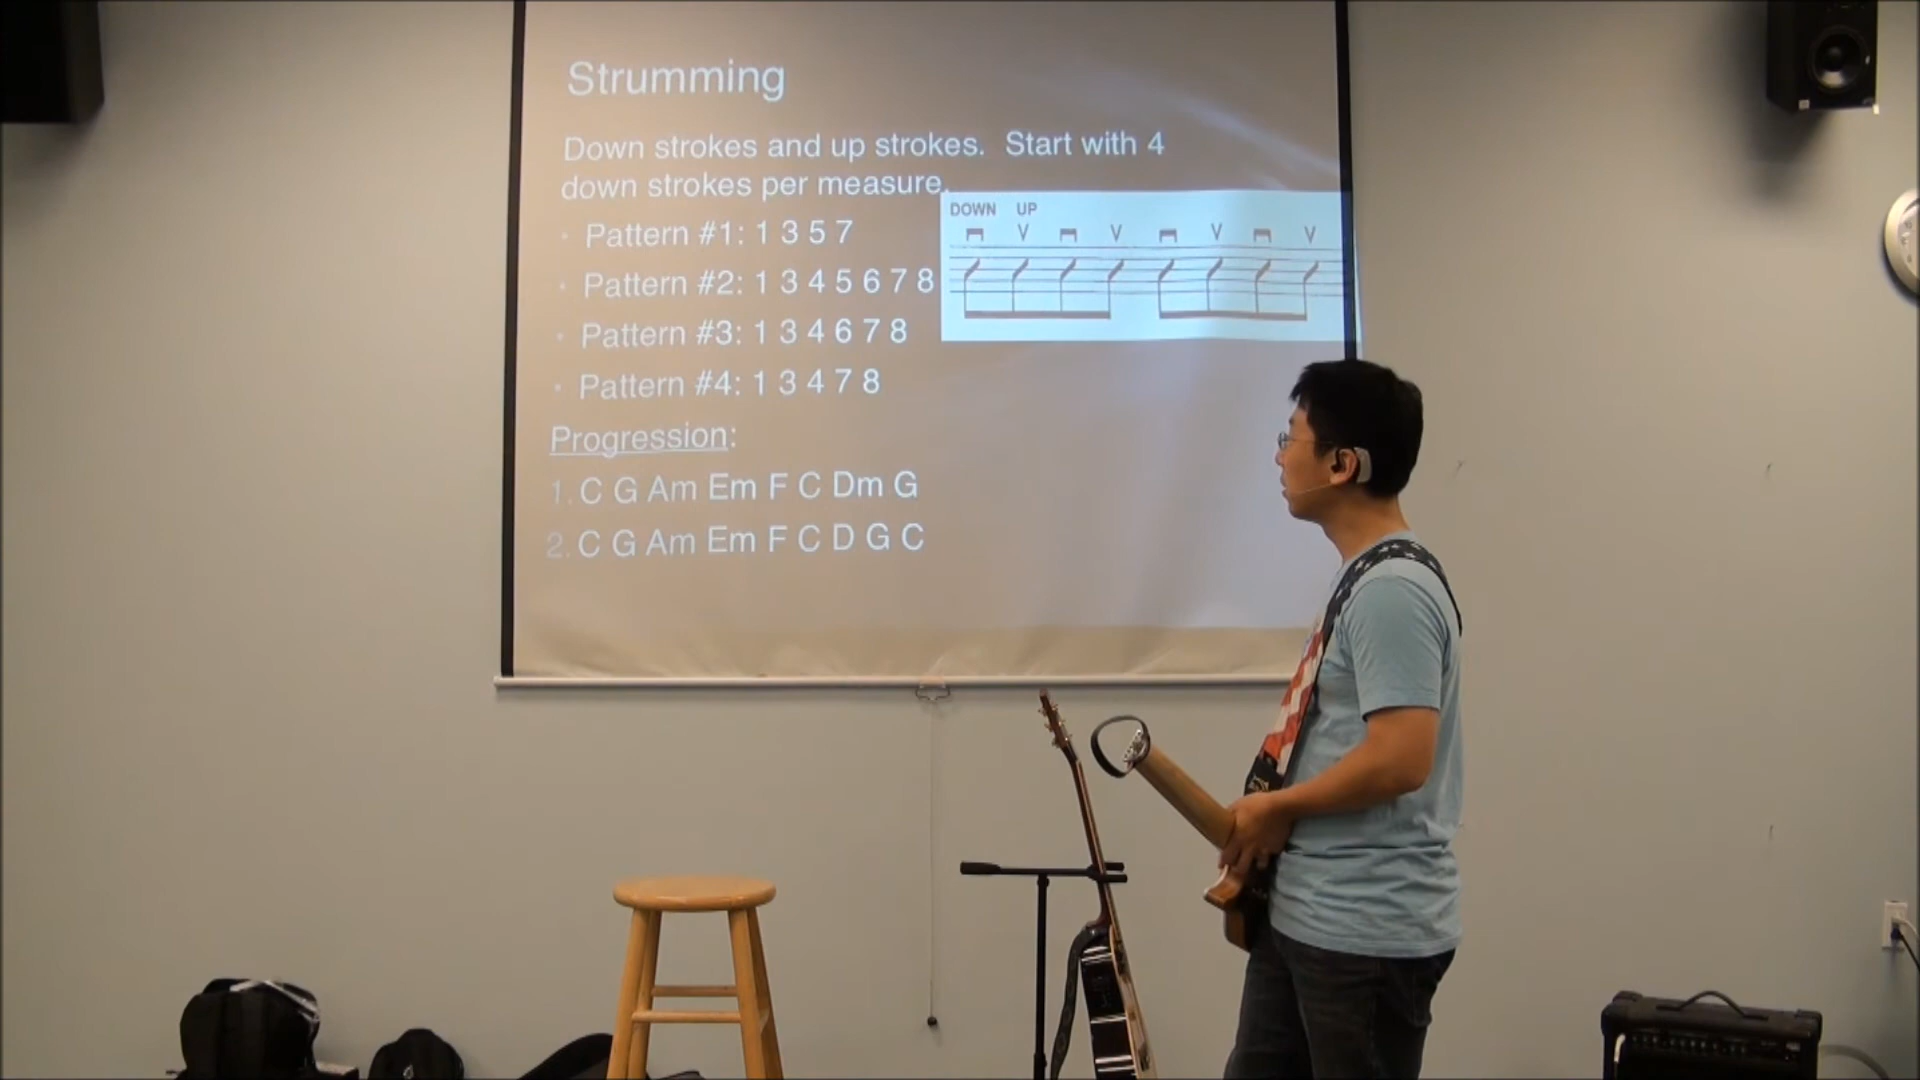 Strumming
Down strokes and up strokes. Start with 4
down strokes per measure.
DOWN UP
V V V V
• Pattern #1: 1 3 5 7
• Pattern #2: 1 3 4 5 6 7 8
• Pattern #3: 1 3 4 6 7 8
• Pattern #4: 1 3 4 7 8
Progression:
1. C G Am Em F C Dm G
2. C G Am Em F C D G C